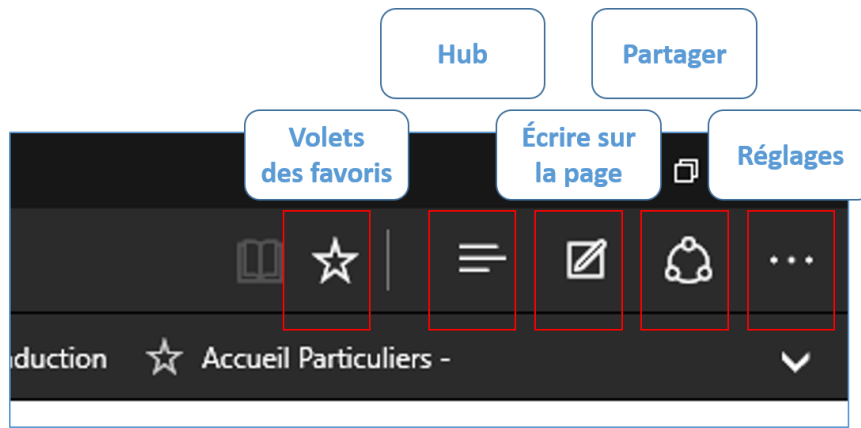 Hub
Partager
Volets
des favoris
Écrire sur
la page
Réglages
duction
Accueil Particuliers -